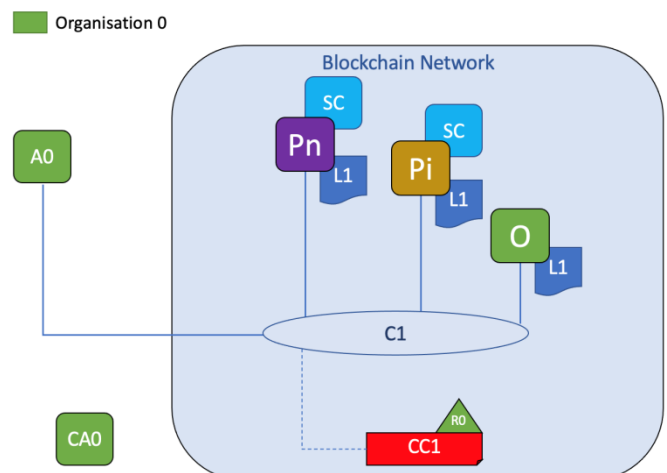 Organisation 0
Blockchain Network
SC
Pn
L1
SC
Pi
L1
A0
O
L1
C1
R0
CC1
CA0